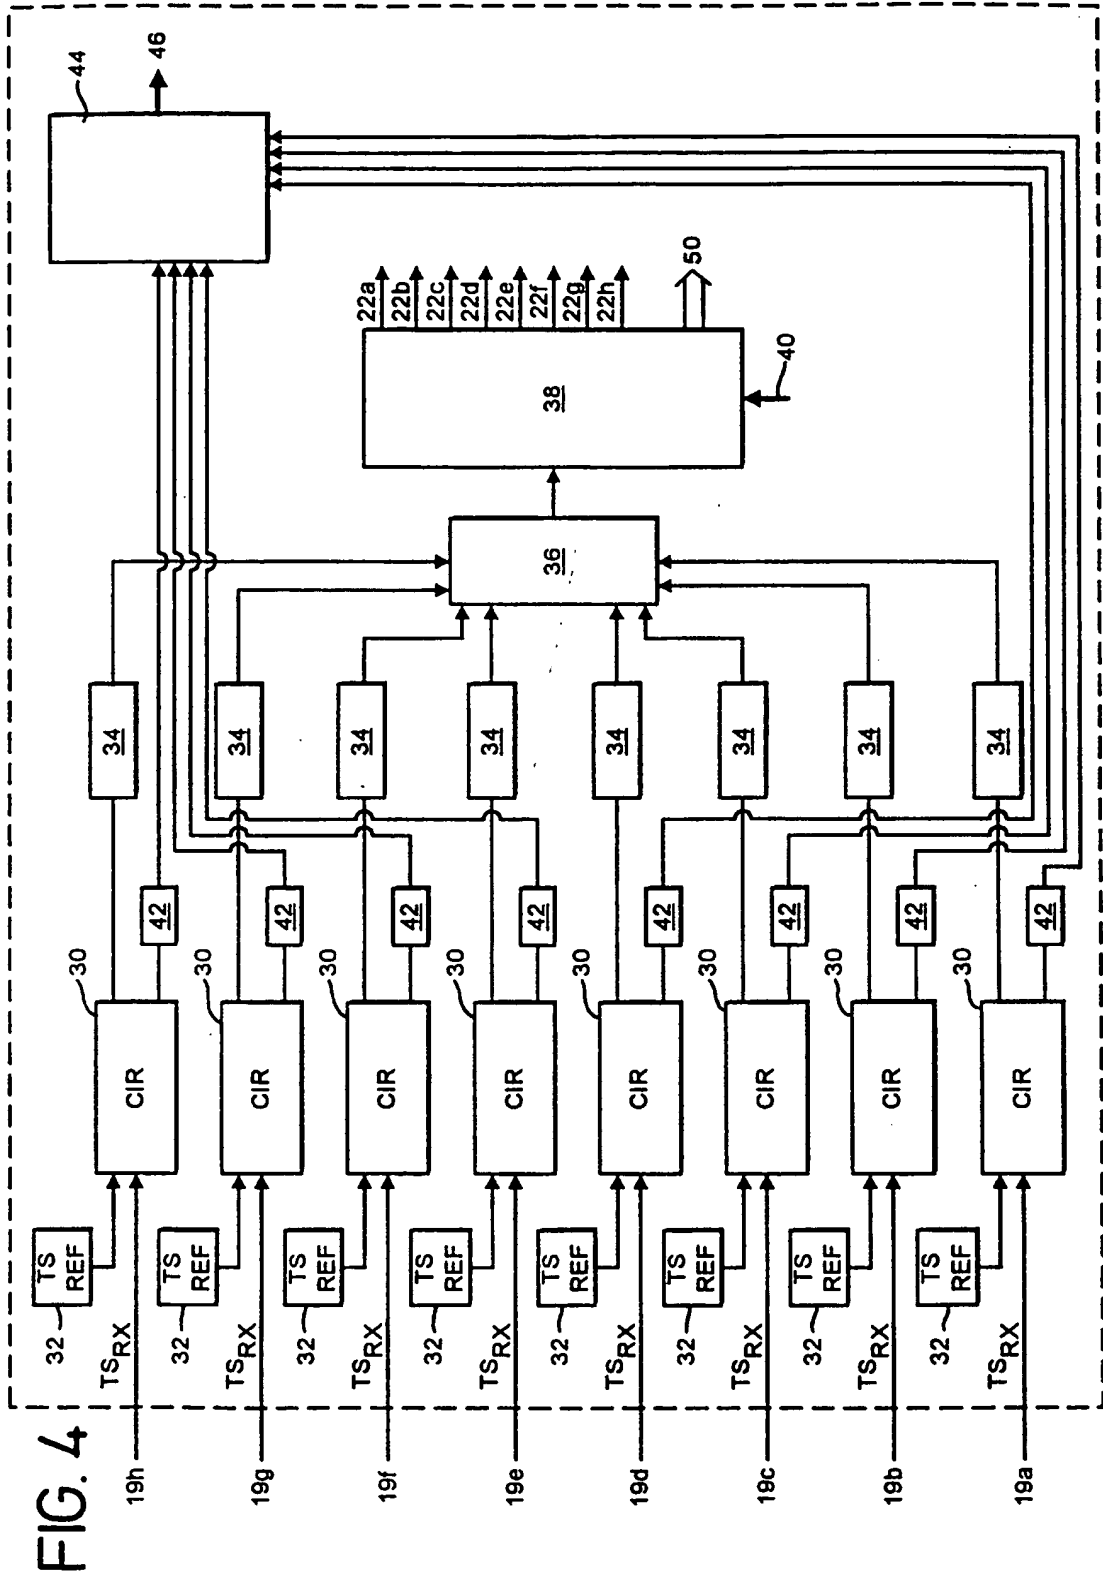 FIG. 4
44
46
22a
22b
22c
22d
22e
22f
22g
22h
50
38
40
36
34
34
34
34
34
34
34
34
42
42
42
42
42
42
42
42
30
30
30
30
30
30
30
30
CIR
CIR
CIR
CIR
CIR
CIR
CIR
CIR
TS
REF
TS
REF
TS
REF
TS
REF
TS
REF
TS
REF
TS
REF
TS
REF
32
32
32
32
32
32
32
32
TSRX
TSRX
TSRX
TSRX
TSRX
TSRX
TSRX
TSRX
19h
19g
19f
19e
19d
19c
19b
19a